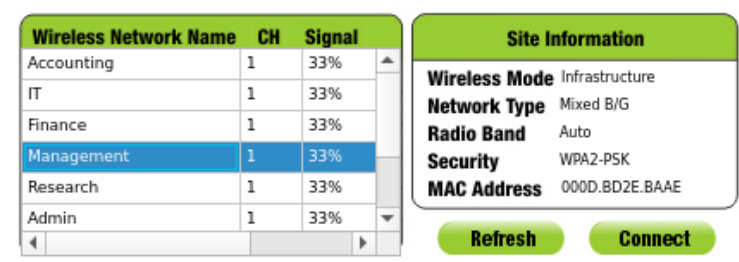 Wireless Network Name CH Signal
Accounting 1 33%
IT 1 33%
Finance 1 33%
Management 1 33%
Research 1 33%
Admin 1 33%
Site Information
Wireless Mode Infrastructure
Network Type Mixed B/G
Radio Band Auto
Security WPA2-PSK
MAC Address 000D.BD2E.BAAE
Refresh Connect